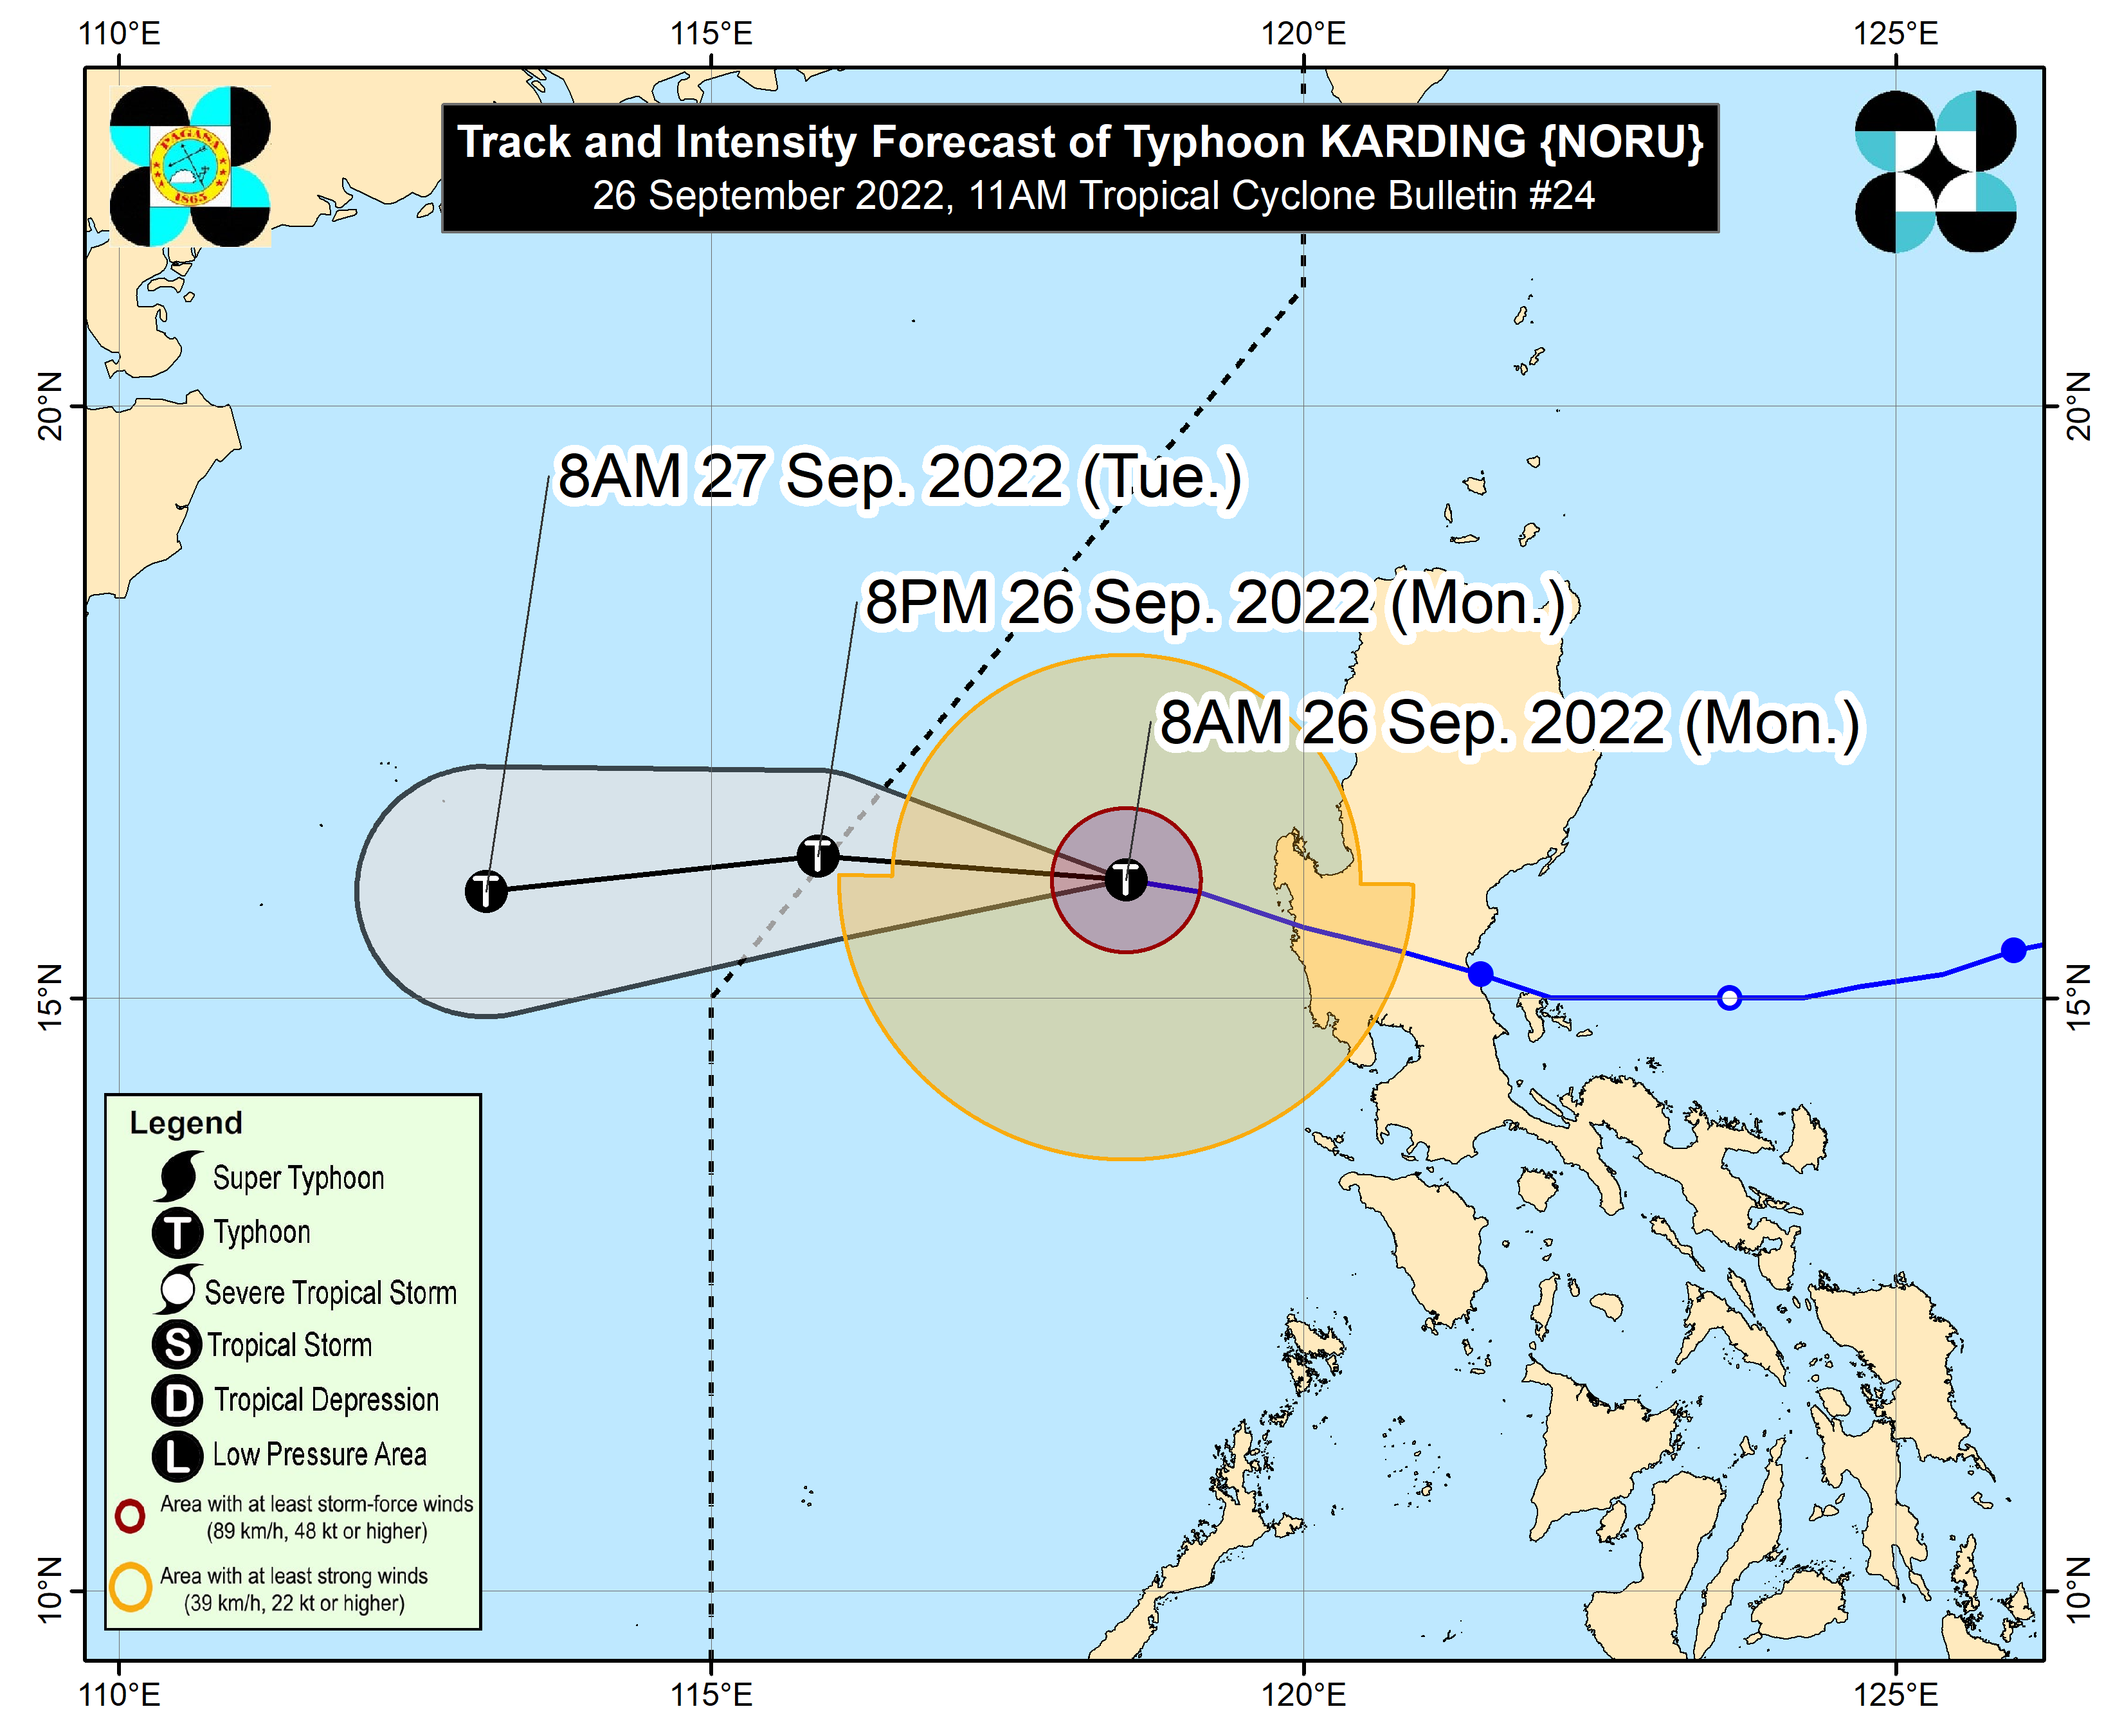 110°E 115°E 120°E 125°E
PAGASA
1865
Track and Intensity Forecast of Typhoon KARDING {NORU}
26 September 2022, 11AM Tropical Cyclone Bulletin #24
20°N 20°N
8AM 27 Sep. 2022 (Tue.)
8PM 26 Sep. 2022 (Mon.)
8AM 26 Sep. 2022 (Mon.)
T
T
T
15°N 15°N
Legend
Super Typhoon
T Typhoon
Severe Tropical Storm
S Tropical Storm
D Tropical Depression
L Low Pressure Area
Area with at least storm-force winds
(89 km/h, 48 kt or higher)
Area with at least strong winds
(39 km/h, 22 kt or higher)
10°N 10°N
110°E 115°E 120°E 125°E